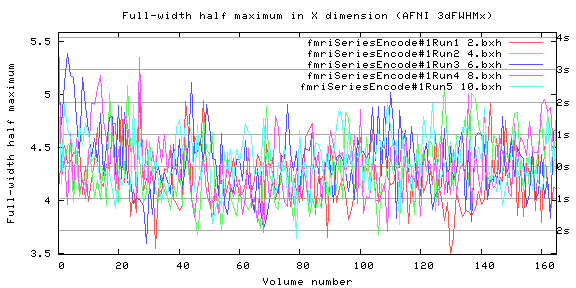 Full-width half maximum in X dimension (AFNI 3dFWHMx)
fmriSeriesEncode#1Run1 2.bxh
fmriSeriesEncode#1Run2 4.bxh
fmriSeriesEncode#1Run3 6.bxh
fmriSeriesEncode#1Run4 8.bxh
fmriSeriesEncode#1Run5 10.bxh
Full-width half maximum
5.5
5
4.5
4
3.5
4s
3s
2s
1s
0s
1s
2s
0 20 40 60 80 100 120 140 160
Volume number